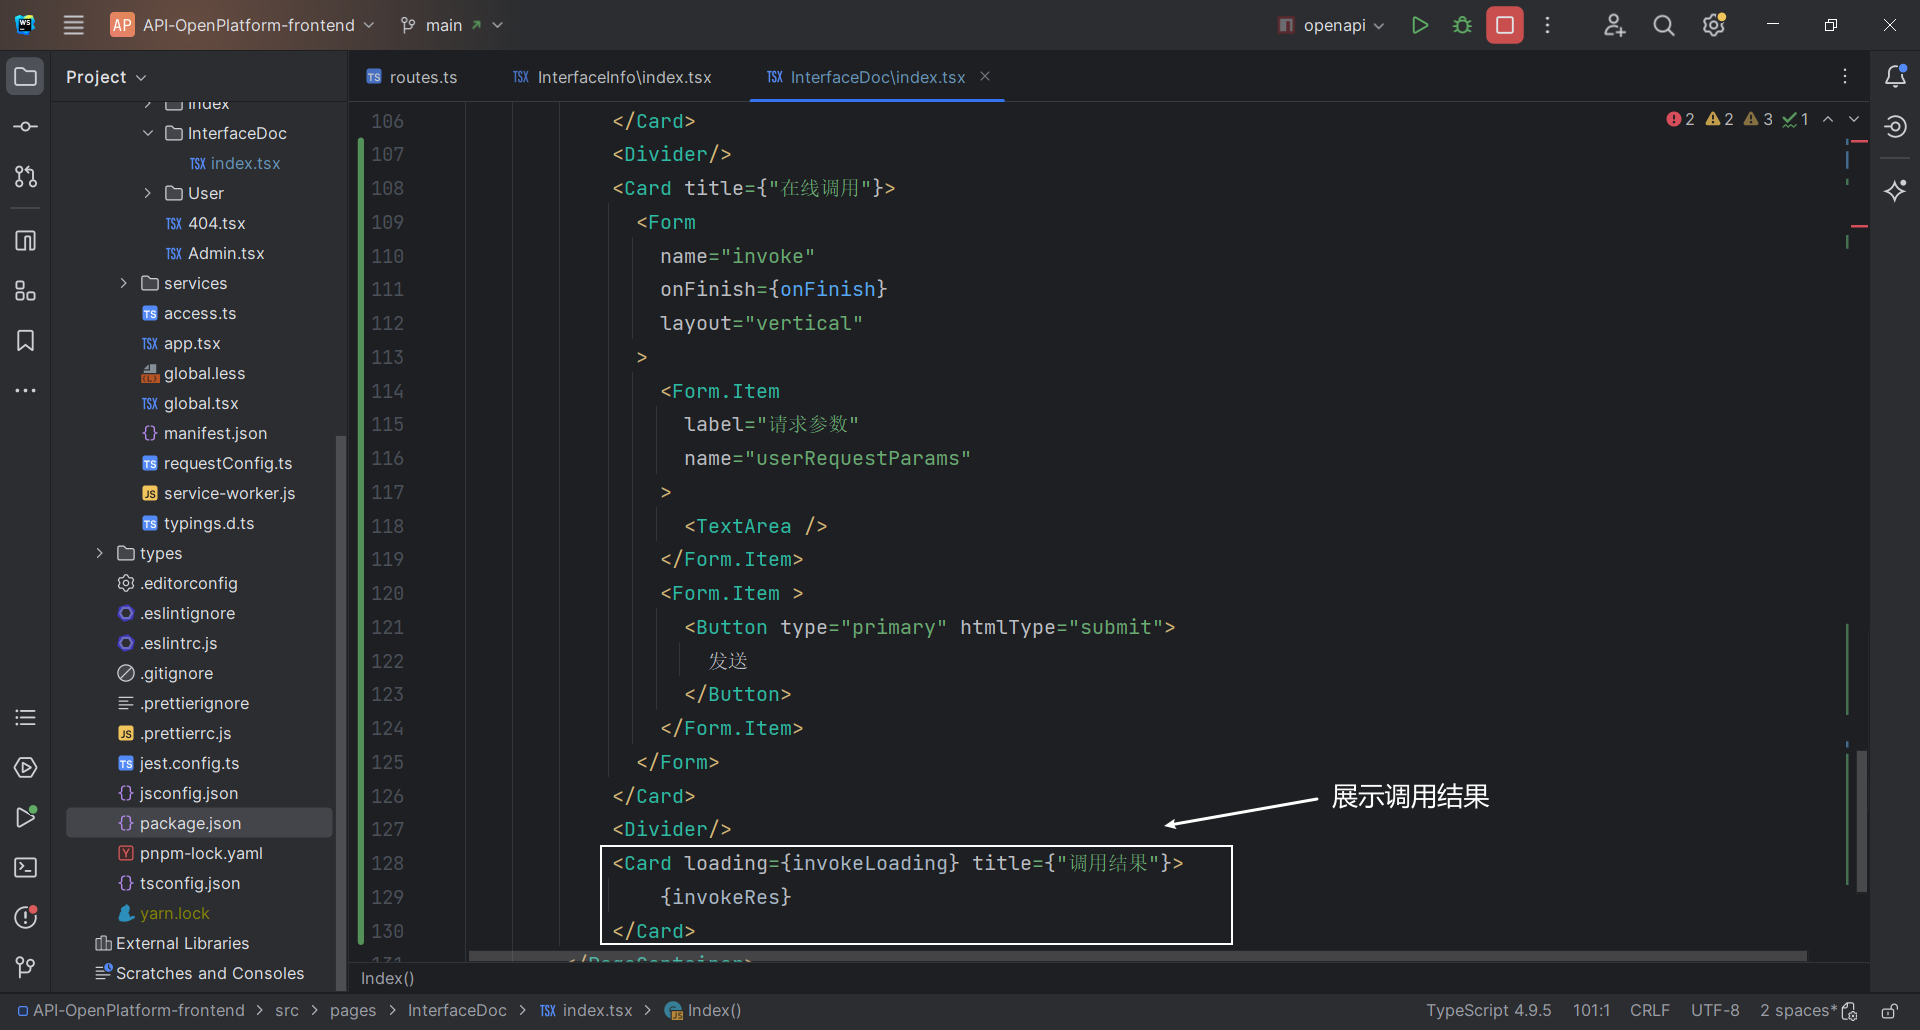 AP API-OpenPlatform-frontend main openapi
Project
routes.ts InterfaceInfo\index.tsx InterfaceDoc\index.tsx
index
InterfaceDoc
index.tsx
User
404.tsx
Admin.tsx
services
access.ts
app.tsx
global.less
global.tsx
manifest.json
requestConfig.ts
service-worker.js
typings.d.ts
types
.editorconfig
.eslintignore
.eslintrc.js
.gitignore
.prettierignore
.prettierrc.js
jest.config.ts
jsconfig.json
package.json
pnpm-lock.yaml
tsconfig.json
yarn.lock
External Libraries
Scratches and Consoles
2 2 3 1
106 </Card>
107 <Divider/>
108 <Card title={"在线调用"}>
109 <Form
110 name="invoke"
111 onFinish={onFinish}
112 layout="vertical"
113 >
114 <Form.Item
115 label="请求参数"
116 name="userRequestParams"
117 >
118 <TextArea />
119 </Form.Item>
120 <Form.Item >
121 <Button type="primary" htmlType="submit">
122 发送
123 </Button>
124 </Form.Item>
125 </Form>
126 </Card>
127 <Divider/>
128 <Card loading={invokeLoading} title={"调用结果"}>
129 {invokeRes}
130 </Card>
131 </PageContainer>
展示调用结果
Index()
API-OpenPlatform-frontend > src > pages > InterfaceDoc > index.tsx > Index()
TypeScript 4.9.5 101:1 CRLF UTF-8 2 spaces*